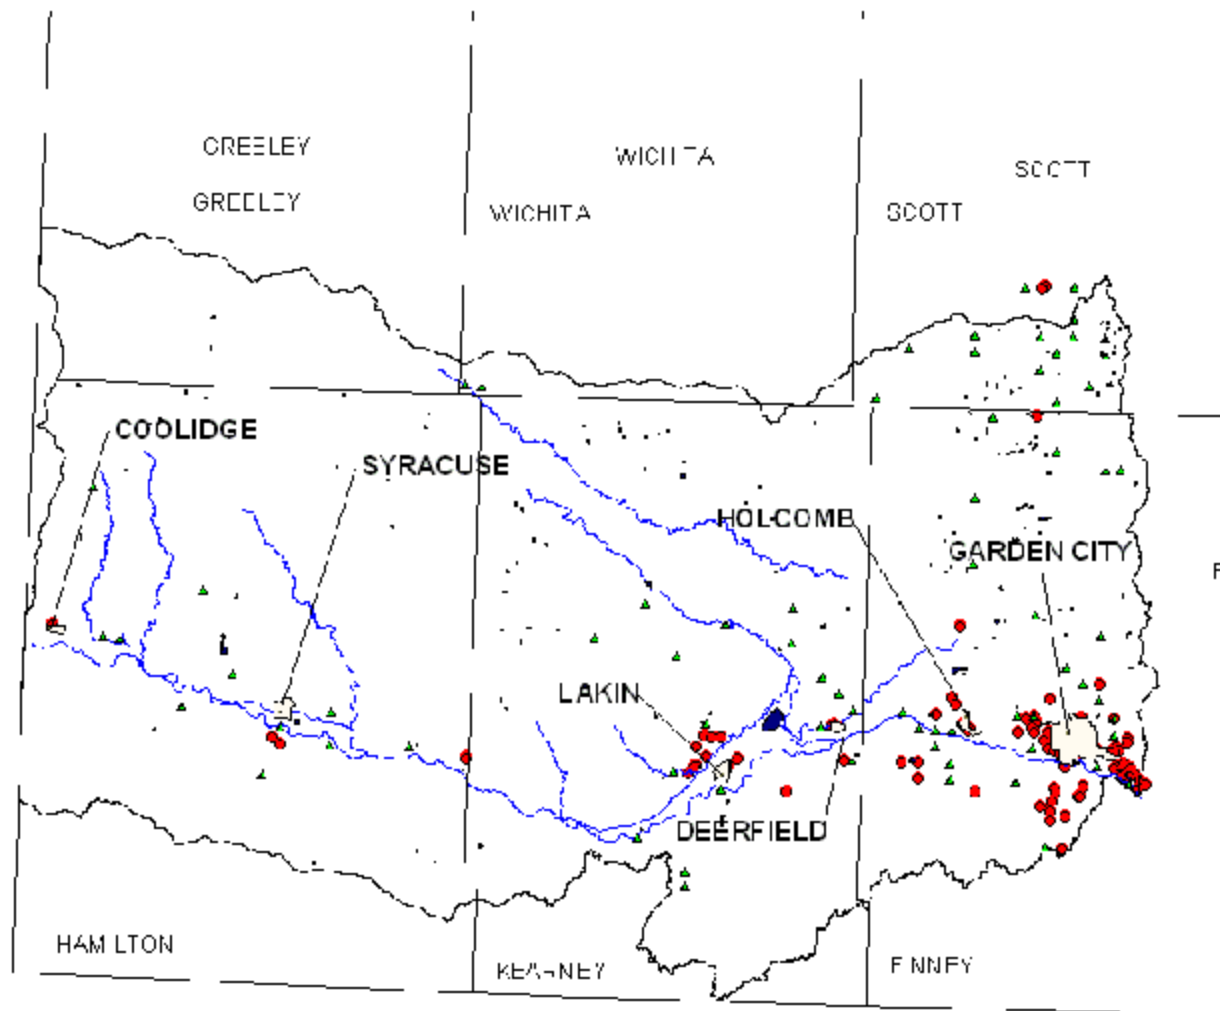 GREELEY
WICHITA
SCOTT
GREELEY
WICHITA
SCOTT
COOLIDGE
SYRACUSE
HOLCOMB
GARDEN CITY
LAKIN
DEERFIELD
HAMILTON
KEARNEY
FINNEY